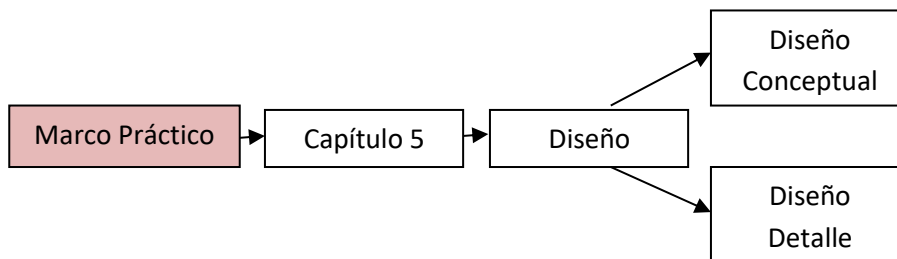 Marco Práctico
Capítulo 5
Diseño
Diseño
Conceptual
Diseño
Detalle